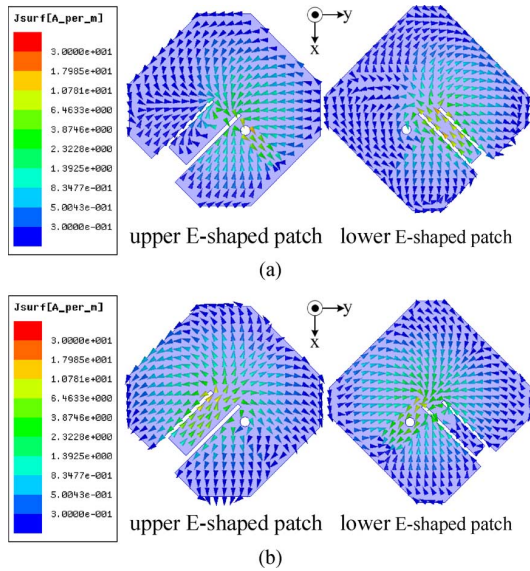 Jsurf[A_per_m]
3.0000e+001
1.7985e+001
1.0781e+001
6.4633e+000
3.8746e+000
2.3228e+000
1.3925e+000
8.3477e-001
5.0043e-001
3.0000e-001
y
x
upper E-shaped patch
lower E-shaped patch
(a)
Jsurf[A_per_m]
3.0000e+001
1.7985e+001
1.0781e+001
6.4633e+000
3.8746e+000
2.3228e+000
1.3925e+000
8.3477e-001
5.0043e-001
3.0000e-001
y
x
upper E-shaped patch
lower E-shaped patch
(b)